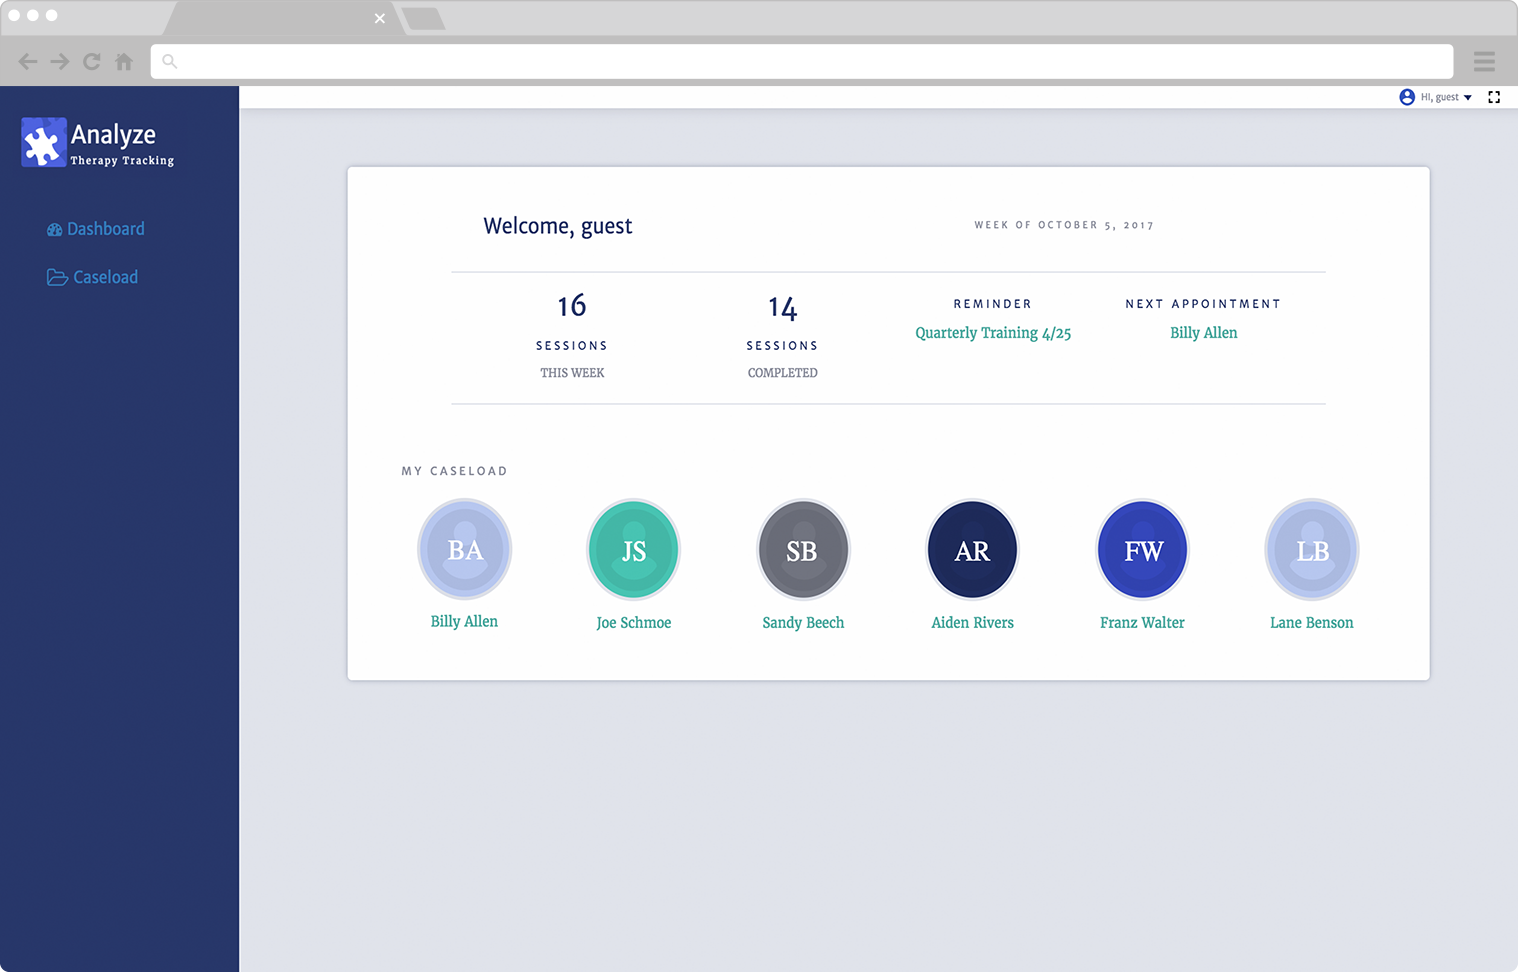 Hi, guest
Analyze
Therapy Tracking
Dashboard
Caseload
Welcome, guest
WEEK OF OCTOBER 5, 2017
16
SESSIONS
THIS WEEK
14
SESSIONS
COMPLETED
REMINDER
Quarterly Training 4/25
NEXT APPOINTMENT
Billy Allen
MY CASELOAD
BA
Billy Allen
JS
Joe Schmoe
SB
Sandy Beech
AR
Aiden Rivers
FW
Franz Walter
LB
Lane Benson